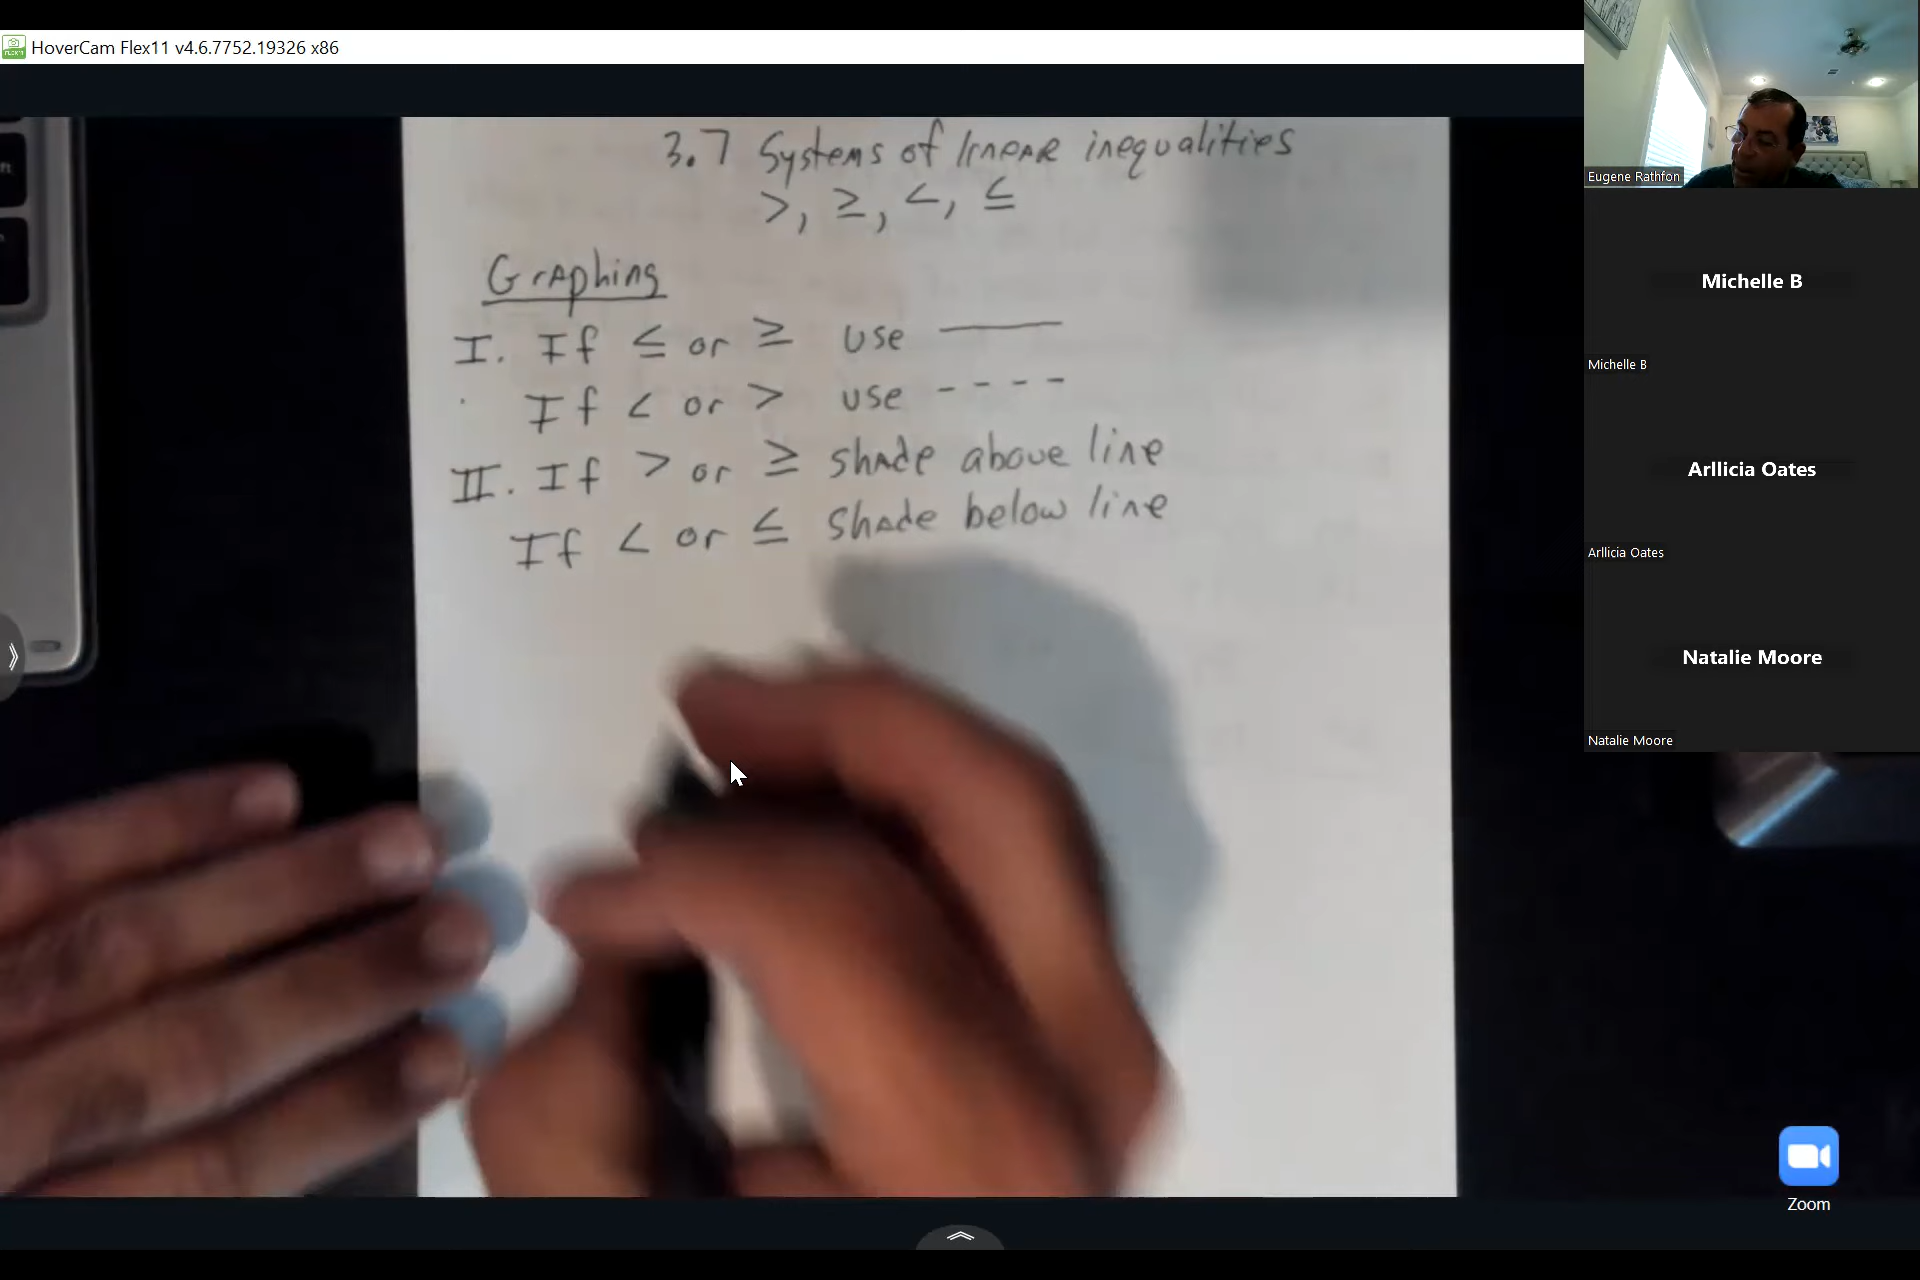 HoverCam Flex11 v4.6.7752.19326 x86
3.7 Systems of linear inequalities
>, ≥, <, ≤
Graphing
I. If ≤ or ≥ use ———
If < or > use - - - -
II. If > or ≥ shade above line
If < or ≤ shade below line
Eugene Rathfon
Michelle B
Michelle B
Arllicia Oates
Arllicia Oates
Natalie Moore
Natalie Moore
Zoom